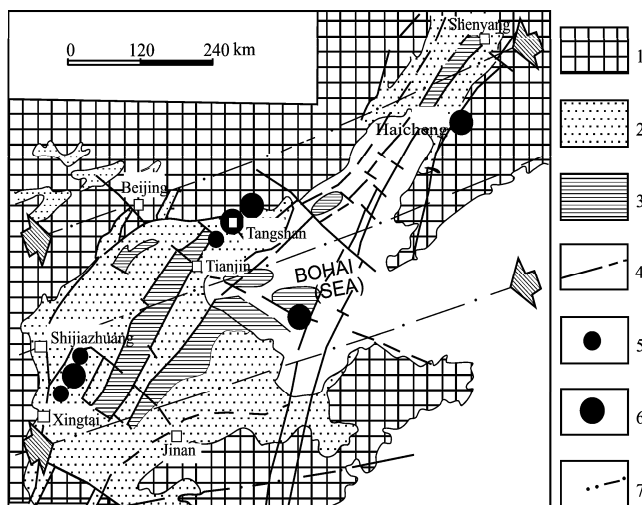 Shenyang
0 120 240 km
1
2
Haicheng
Beijing
3
Tangshan
Tianjin
BOHAI
(SEA)
4
Shijiazhuang
5
6
Xingtai
Jinan
7